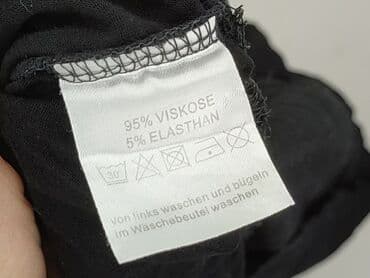 95% VISKOSE
5% ELASTHAN
30°
von links waschen und bügeln
im Waschebeutel waschen